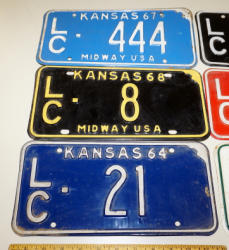 KANSAS 67
LC - 444
MIDWAY USA
KANSAS 68
LC - 8
MIDWAY USA
KANSAS 64
LC - 21
L
L